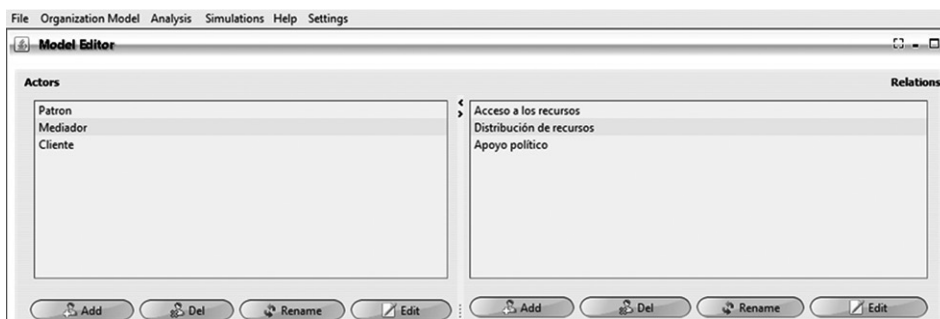 File Organization Model Analysis Simulations Help Settings
Model Editor
Actors
Relations
Patron
Mediador
Cliente
Acceso a los recursos
Distribución de recursos
Apoyo político
Add Del Rename Edit
Add Del Rename Edit